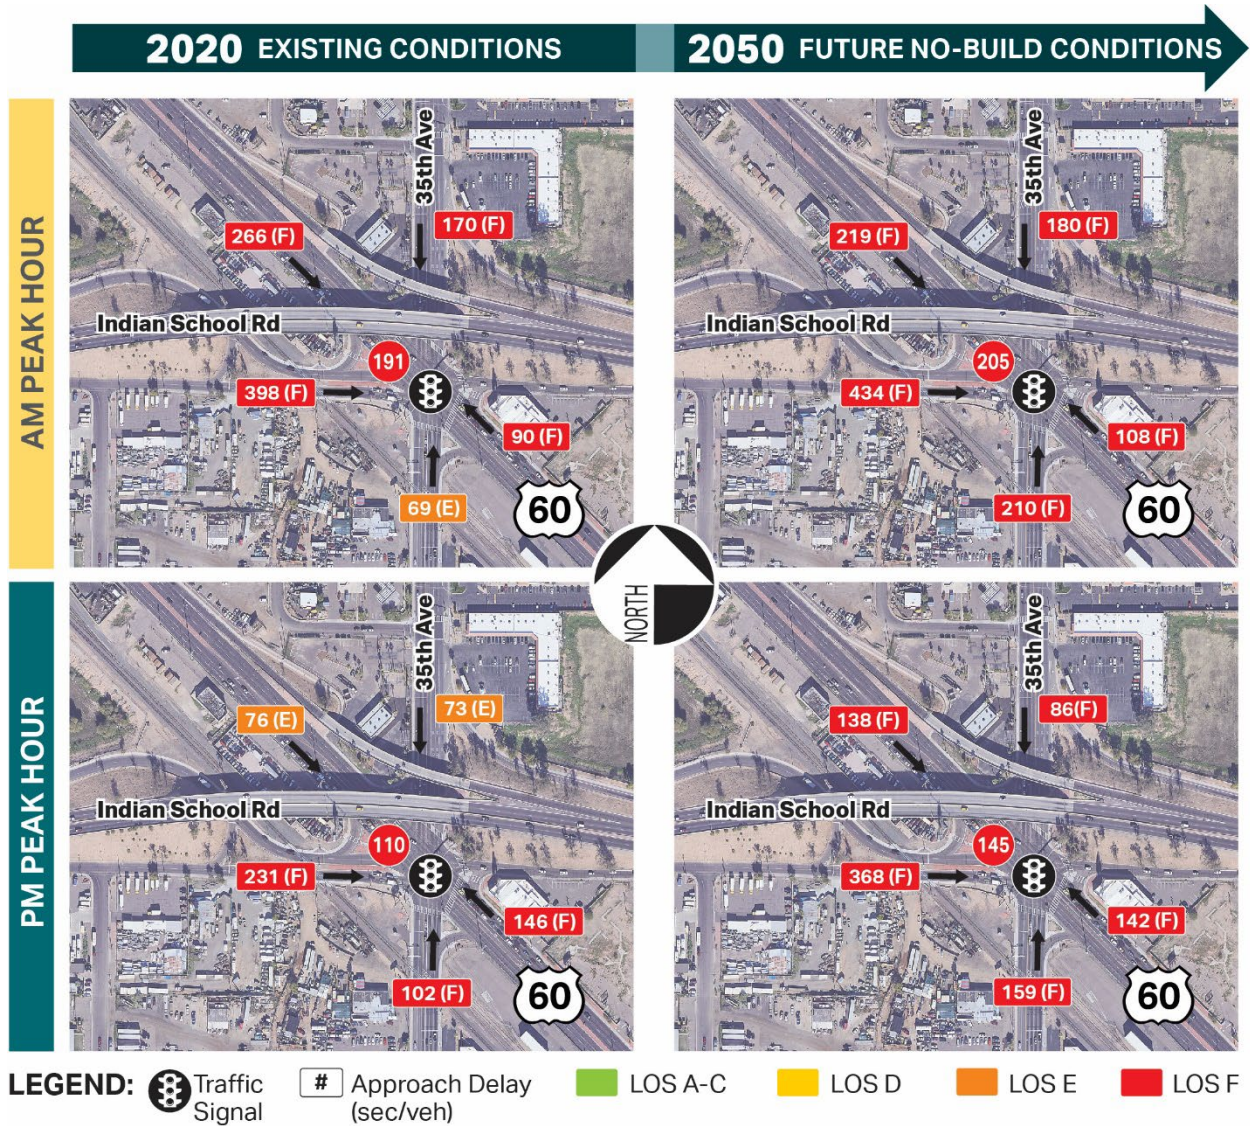 2020 EXISTING CONDITIONS
2050 FUTURE NO-BUILD CONDITIONS
AM PEAK HOUR
35th Ave
266 (F)
170 (F)
Indian School Rd
191
398 (F)
90 (F)
69 (E)
60
35th Ave
219 (F)
180 (F)
Indian School Rd
205
434 (F)
108 (F)
210 (F)
60
NORTH
PM PEAK HOUR
35th Ave
76 (E)
73 (E)
Indian School Rd
110
231 (F)
146 (F)
102 (F)
60
35th Ave
138 (F)
86(F)
Indian School Rd
145
368 (F)
142 (F)
159 (F)
60
LEGEND:
Traffic
Signal
# Approach Delay
(sec/veh)
LOS A-C
LOS D
LOS E
LOS F